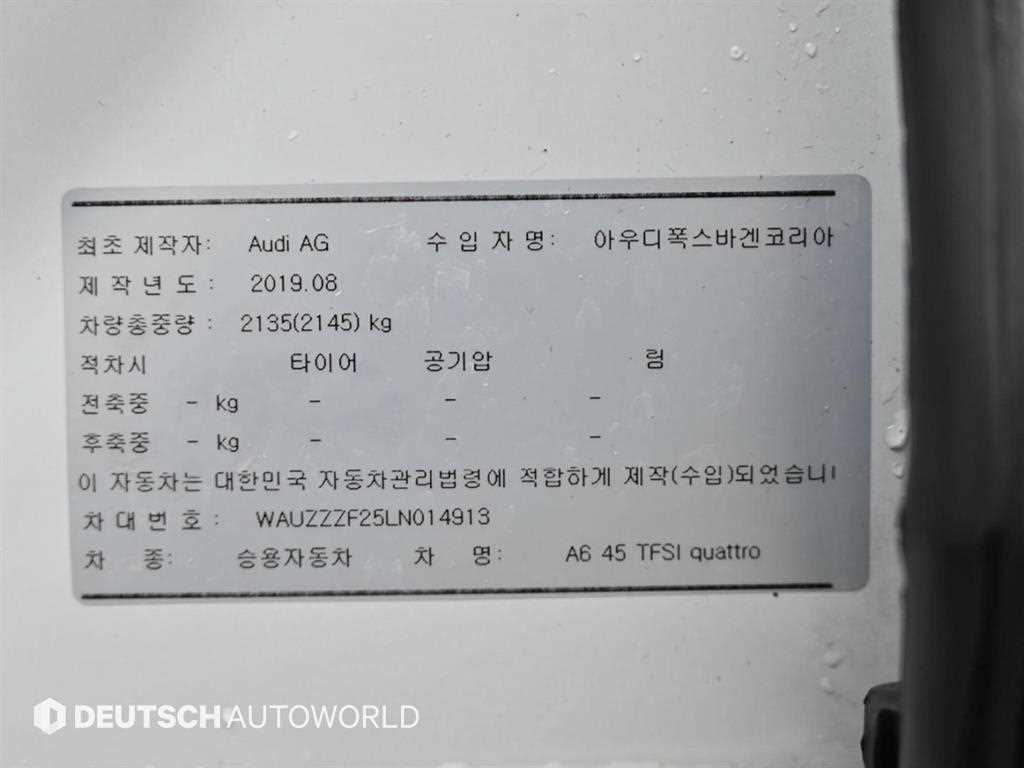 최초 제작자: Audi AG 수 입 자 명: 아우디폭스바겐코리아
제 작 년 도 : 2019.08
차량총중량 : 2135(2145) kg
적차시 타이어 공기압 림
전축중 - kg - - -
후축중 - kg - - -
이 자동차는 대한민국 자동차관리법령에 적합하게 제작(수입)되었습니
차 대 번 호 : WAUZZZF25LN014913
차 종: 승용자동차 차 명: A6 45 TFSI quattro
DEUTSCHAUTOWORLD